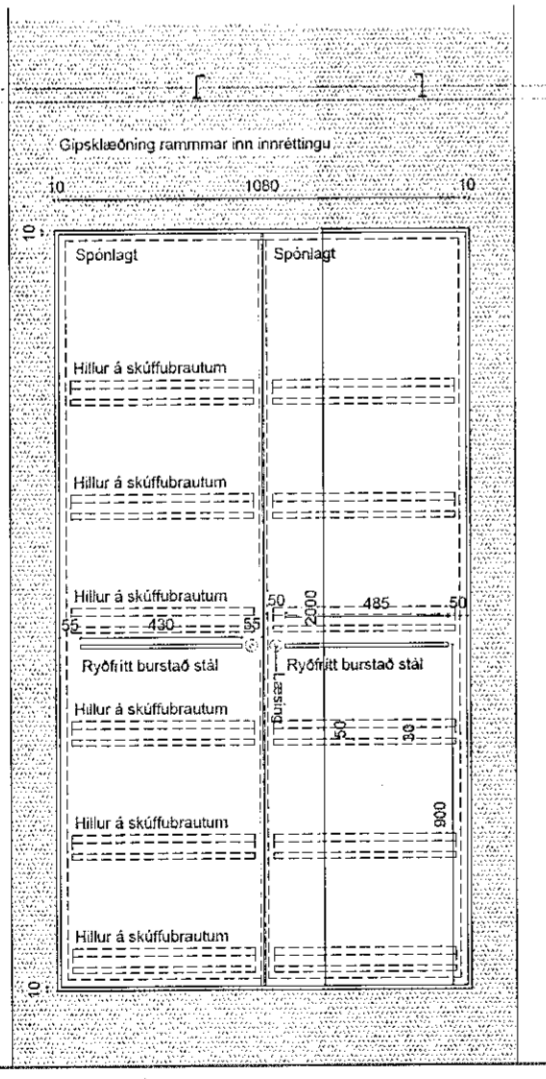 Gipsklæðning rammmar inn innréttingu
10 1080 10
10
Spónlagt Spónlagt
Hillur á skúffubrautum
Hillur á skúffubrautum
Hillur á skúffubrautum
50 2000 485 50
55 430 55
Ryðfritt burstað stál Ryðfritt burstað stál
Læsing
Hillur á skúffubrautum
50 30
900
Hillur á skúffubrautum
Hillur á skúffubrautum
10